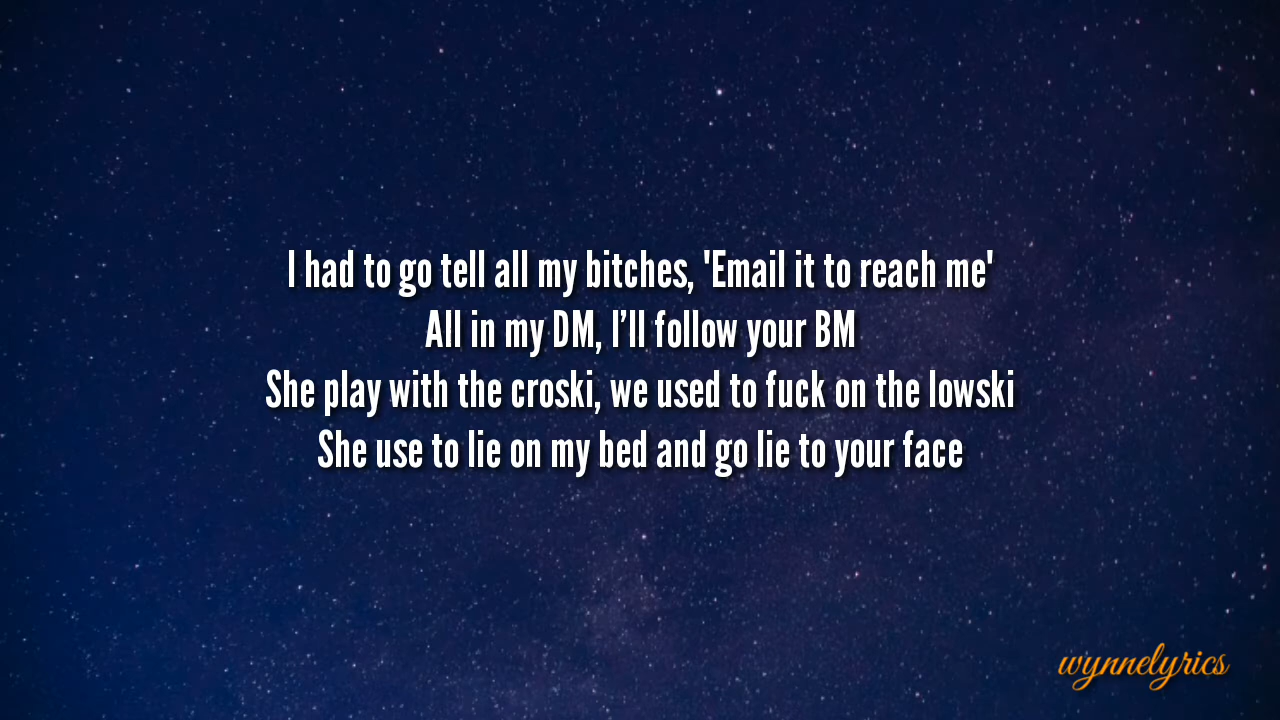 I had to go tell all my bitches, 'Email it to reach me'
All in my DM, I’ll follow your BM
She play with the croski, we used to fuck on the lowski
She use to lie on my bed and go lie to your face
wynnelyrics